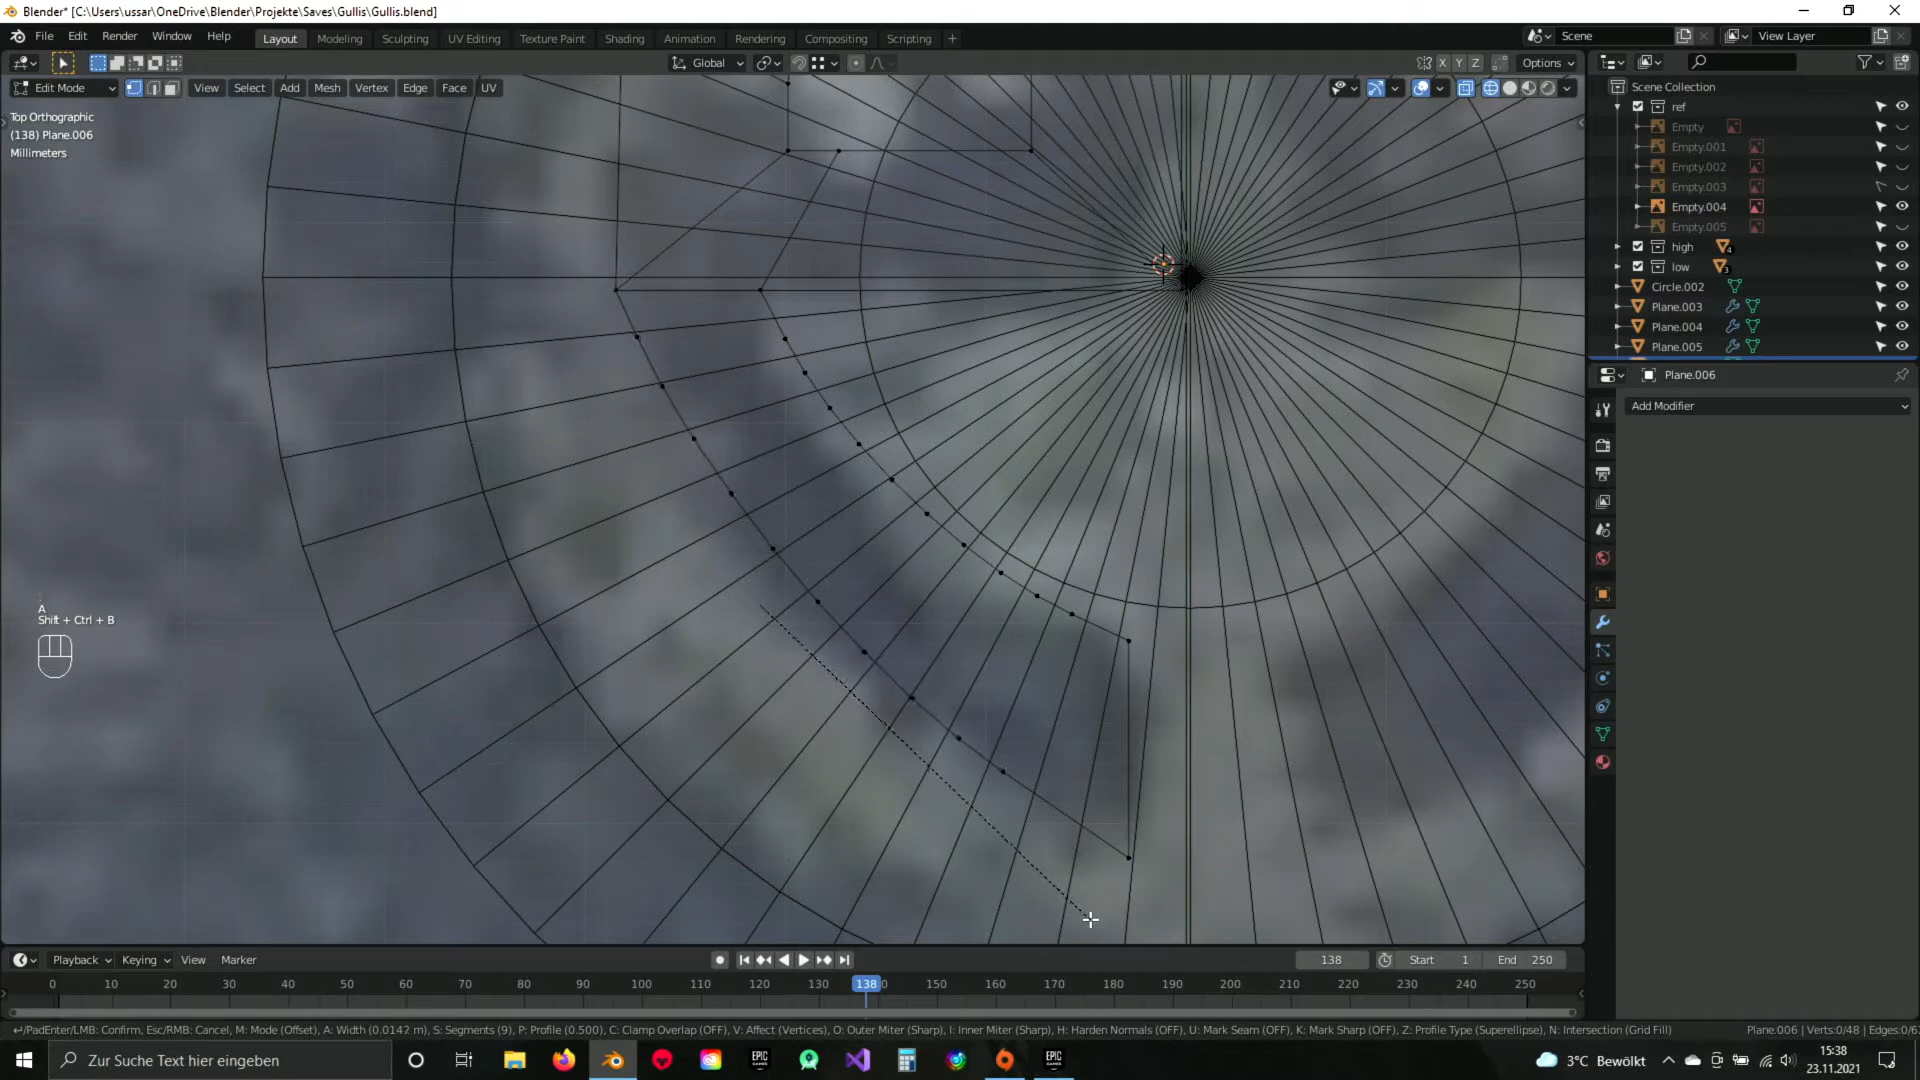 Blender* [C:\Users\ussar\OneDrive\Blender\Projekte\Saves\Gullis\Gullis.blend]
File Edit Render Window Help Layout Modeling Sculpting UV Editing Texture Paint Shading Animation Rendering Compositing Scripting + Scene View Layer
Global X Y Z Options
Edit Mode View Select Add Mesh Vertex Edge Face UV
Scene Collection
Top Orthographic
(138) Plane.006
Millimeters
ref
Empty
Empty.001
Empty.002
Empty.003
Empty.004
Empty.005
high 4
low 3
Circle.002
Plane.003
Plane.004
Plane.005
Plane.006
Add Modifier
A
Shift + Ctrl + B
Playback Keying View Marker 138 Start 1 End 250
0 10 20 30 40 50 60 70 80 90 100 110 120 130 138 0 150 160 170 180 190 200 210 220 230 240 250
↵/PadEnter/LMB: Confirm, Esc/RMB: Cancel, M: Mode (Offset), A: Width (0.0142 m), S: Segments (9), P: Profile (0.500), C: Clamp Overlap (OFF), V: Affect (Vertices), O: Outer Miter (Sharp), I: Inner Miter (Sharp), H: Harden Normals (OFF), U: Mark Seam (OFF), K: Mark Sharp (OFF), Z: Profile Type (Superellipse), N: Intersection (Grid Fill) Plane.006 | Verts:0/48 | Edges:0/6
Zur Suche Text hier eingeben EPIC GAMES EPIC GAMES 3°C Bewölkt 15:38
23.11.2021